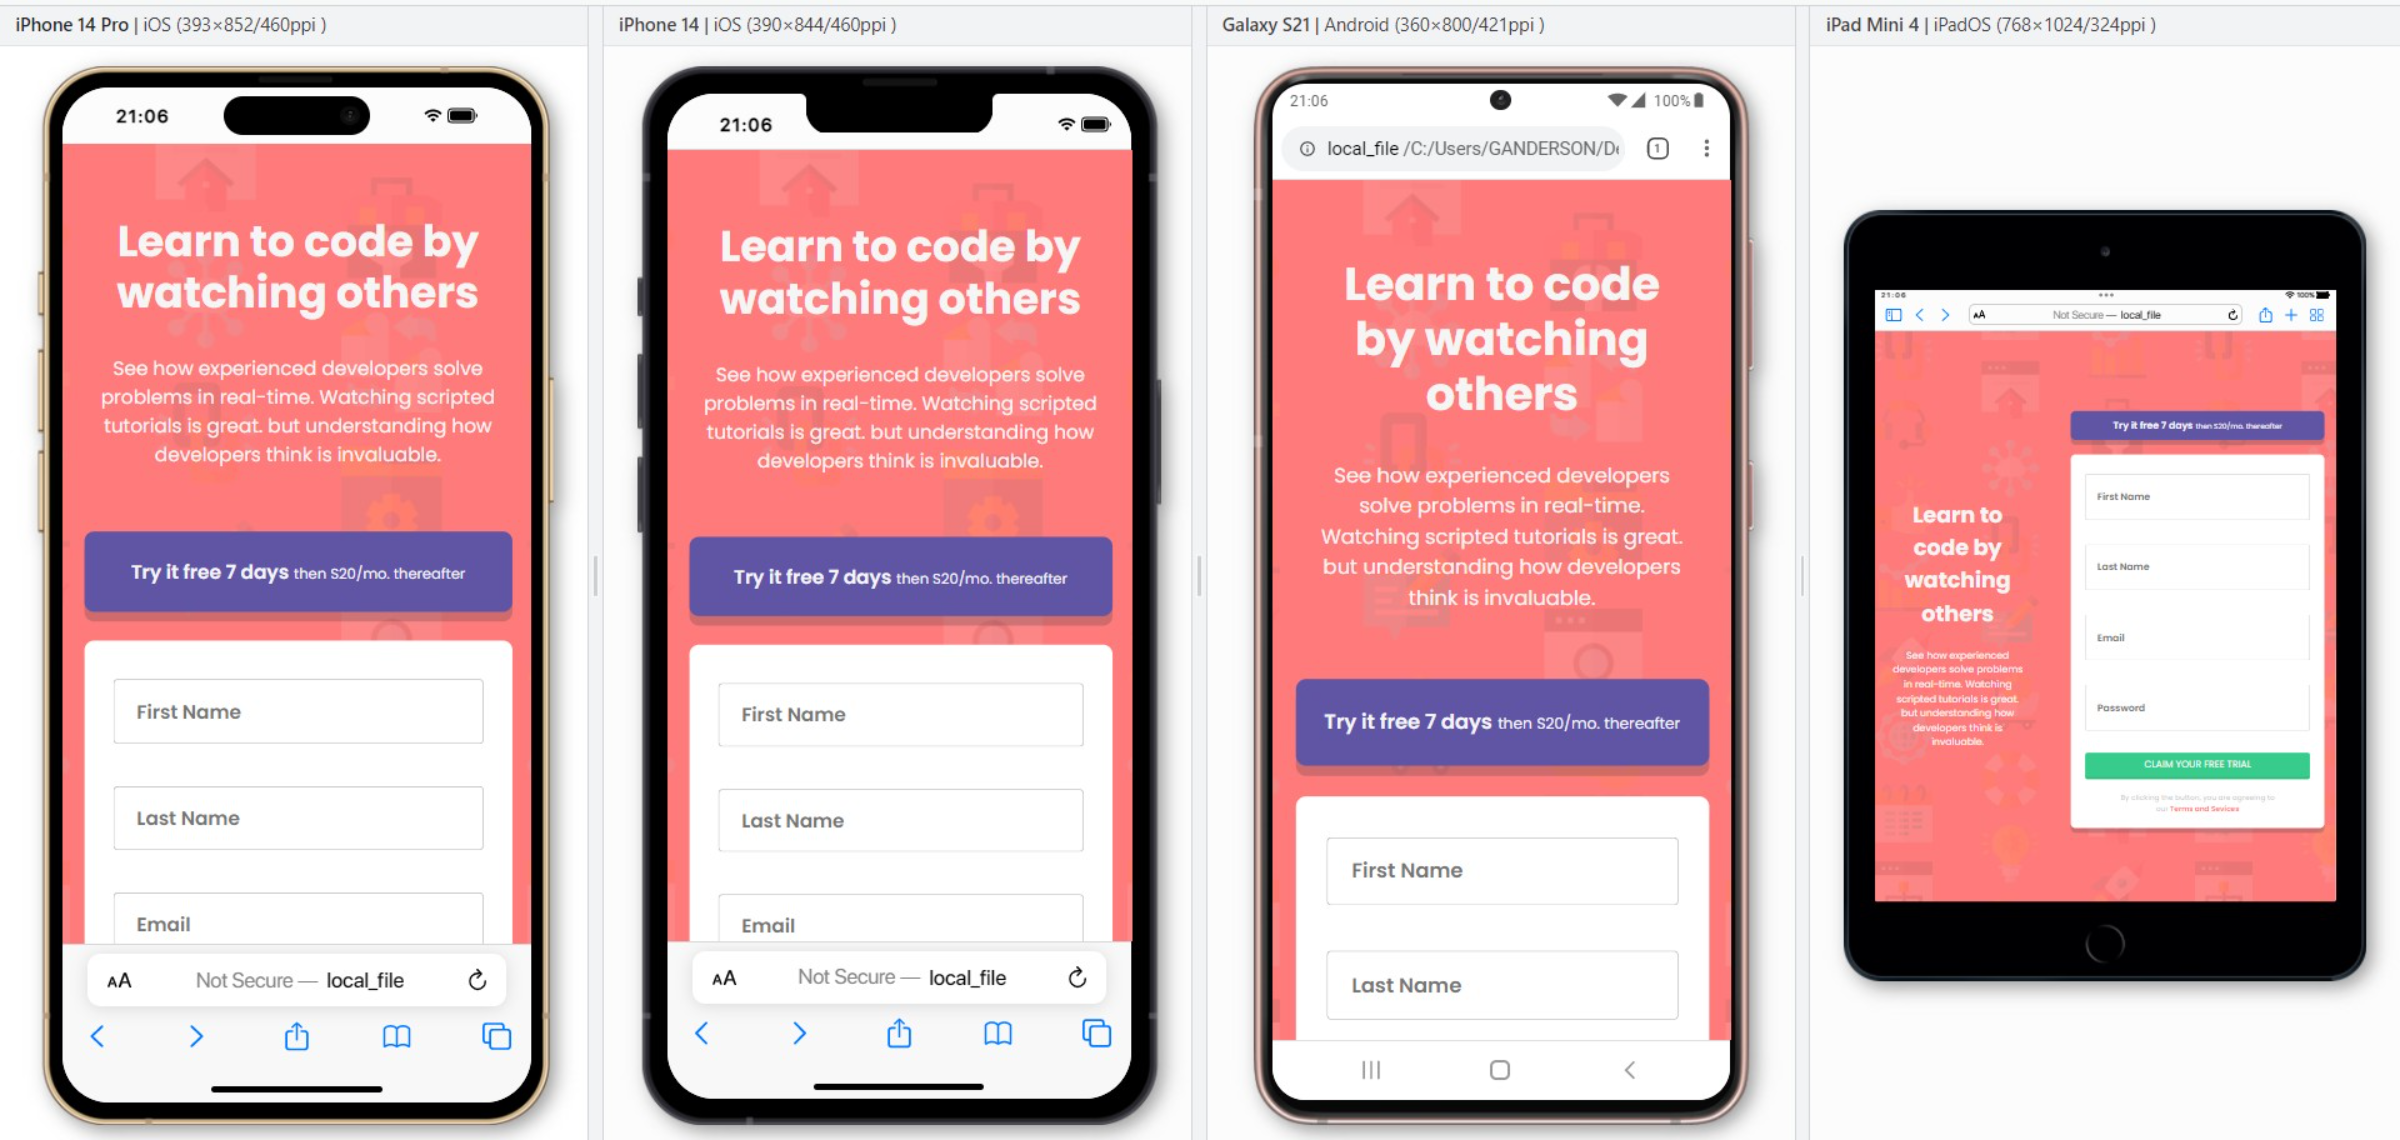 iPhone 14 Pro | iOS (393×852/460ppi )
21:06
Learn to code by
watching others
See how experienced developers solve
problems in real-time. Watching scripted
tutorials is great. but understanding how
developers think is invaluable.
Try it free 7 days then S20/mo. thereafter
First Name
Last Name
Email
AA Not Secure — local_file
iPhone 14 | iOS (390×844/460ppi )
21:06
Learn to code by
watching others
See how experienced developers solve
problems in real-time. Watching scripted
tutorials is great. but understanding how
developers think is invaluable.
Try it free 7 days then S20/mo. thereafter
First Name
Last Name
Email
AA Not Secure — local_file
Galaxy S21 | Android (360×800/421ppi )
21:06 100%
local_file /C:/Users/GANDERSON/De 1
Learn to code
by watching
others
See how experienced developers
solve problems in real-time.
Watching scripted tutorials is great.
but understanding how developers
think is invaluable.
Try it free 7 days then S20/mo. thereafter
First Name
Last Name
iPad Mini 4 | iPadOS (768×1024/324ppi )
21:06 100%
AA Not Secure — local_file
Learn to
code by
watching
others
See how experienced
developers solve problems
in real-time. Watching
scripted tutorials is great.
but understanding how
developers think is
invaluable.
Try it free 7 days then S20/mo. thereafter
First Name
Last Name
Email
Password
CLAIM YOUR FREE TRIAL
By clicking the button, you are agreeing to
our Terms and Sevices